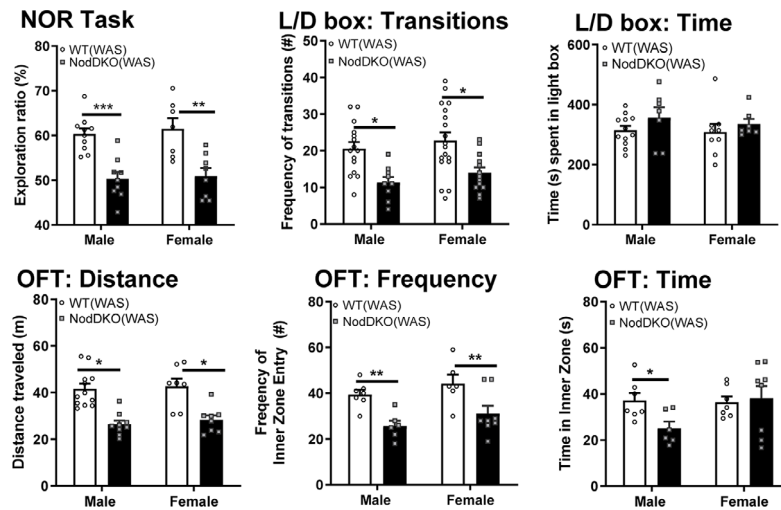 NOR Task
WT(WAS)
NodDKO(WAS)
Exploration ratio (%)
80
70
60
50
40
***
**
Male
Female
L/D box: Transitions
WT(WAS)
NodDKO(WAS)
Frequency of transitions (#)
50
40
30
20
10
0
*
*
Male
Female
L/D box: Time
WT(WAS)
NodDKO(WAS)
Time (s) spent in light box
600
400
200
0
Male
Female
OFT: Distance
WT(WAS)
NodDKO(WAS)
Distance traveled (m)
80
60
40
20
0
*
*
Male
Female
OFT: Frequency
WT(WAS)
NodDKO(WAS)
Freqency of
Inner Zone Entry (#)
80
60
40
20
0
**
**
Male
Female
OFT: Time
WT(WAS)
NodDKO(WAS)
Time in Inner Zone (s)
80
60
40
20
0
*
Male
Female